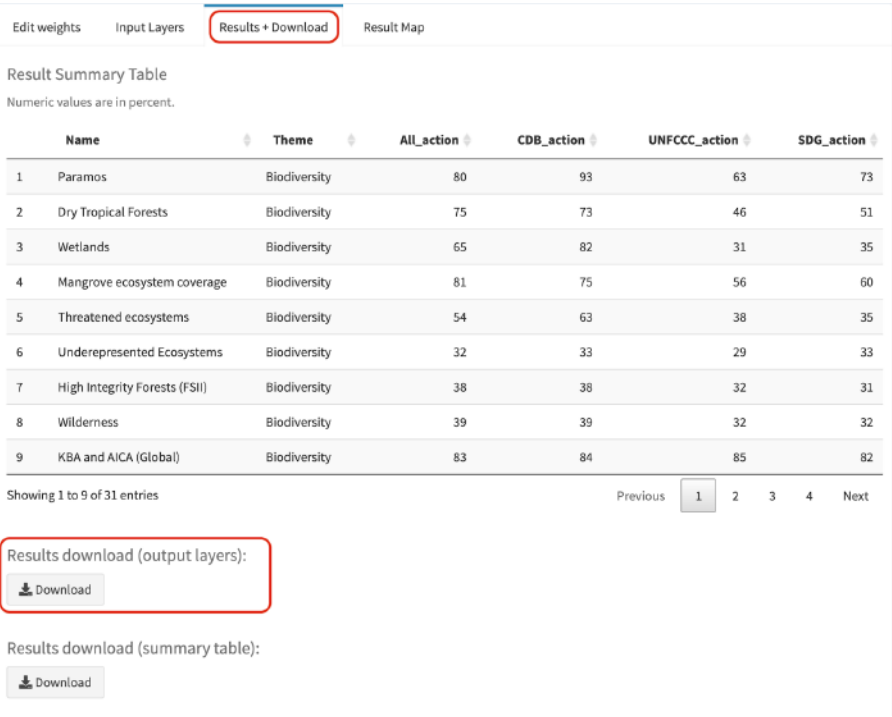 Edit weights Input Layers Results + Download Result Map
Result Summary Table
Numeric values are in percent.
Name Theme All_action CDB_action UNFCCC_action SDG_action
1 Paramos Biodiversity 80 93 63 73
2 Dry Tropical Forests Biodiversity 75 73 46 51
3 Wetlands Biodiversity 65 82 31 35
4 Mangrove ecosystem coverage Biodiversity 81 75 56 60
5 Threatened ecosystems Biodiversity 54 63 38 35
6 Underepresented Ecosystems Biodiversity 32 33 29 33
7 High Integrity Forests (FSII) Biodiversity 38 38 32 31
8 Wilderness Biodiversity 39 39 32 32
9 KBA and AICA (Global) Biodiversity 83 84 85 82
Showing 1 to 9 of 31 entries Previous 1 2 3 4 Next
Results download (output layers):
Download
Results download (summary table):
Download